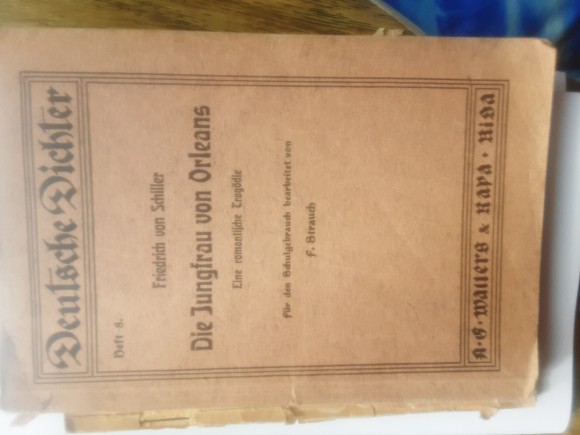 Deutsche Dichter
Heft 8.
Friedrich von Schiller
Die Jungfrau von Orleans
Eine romantische Tragödie
Für den Schulgebrauch bearbeitet von
F. Strauch
A·G·Walters & Rapa·Riga